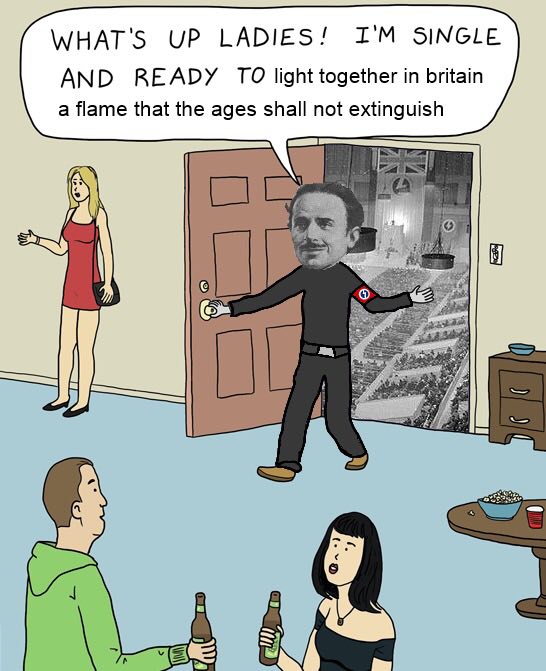 WHAT'S UP LADIES! I'M SINGLE
AND READY TO light together in britain
a flame that the ages shall not extinguish